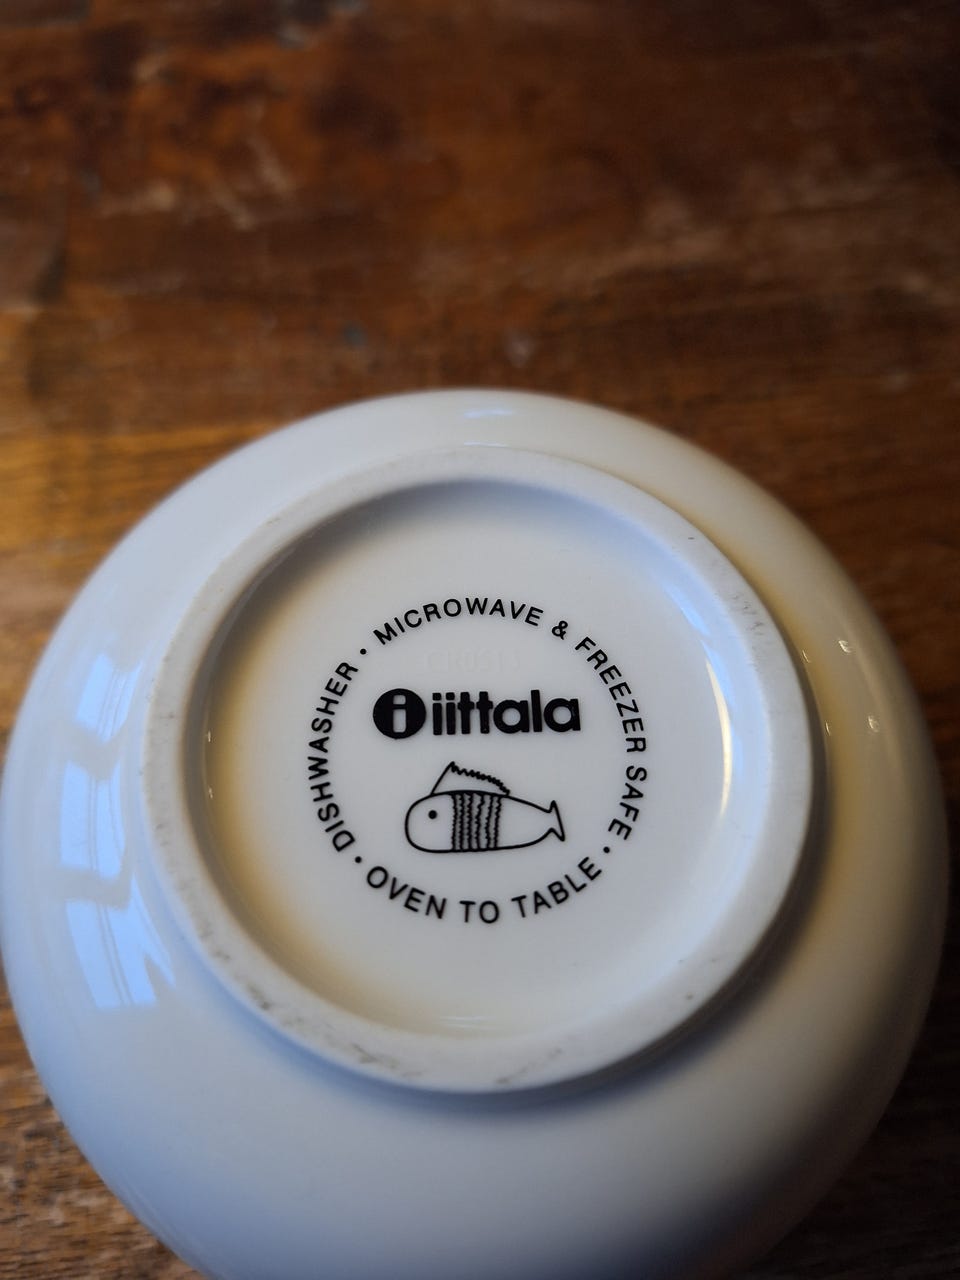 DISHWASHER • MICROWAVE & FREEZER SAFE • OVEN TO TABLE •
i iittala